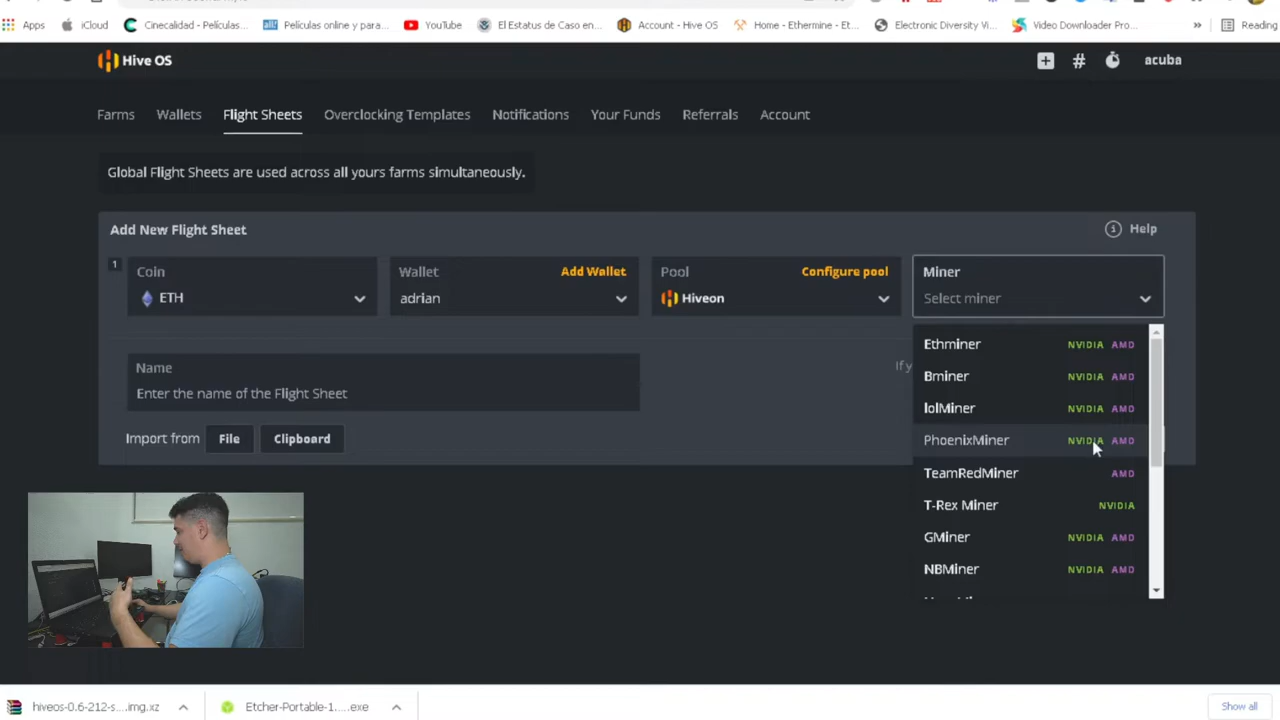 Apps iCloud Cinecalidad - Películas... Películas online y para... YouTube El Estatus de Caso en... Account - Hive OS Home - Ethermine - Et... Electronic Diversity Vi... Video Downloader Pro... » Reading
Hive OS
acuba
Farms Wallets Flight Sheets Overclocking Templates Notifications Your Funds Referrals Account
Global Flight Sheets are used across all yours farms simultaneously.
Add New Flight Sheet
Help
1
Coin
ETH
Wallet Add Wallet
adrian
Pool Configure pool
Hiveon
Miner
Select miner
Ethminer NVIDIA AMD
Bminer NVIDIA AMD
lolMiner NVIDIA AMD
PhoenixMiner NVIDIA AMD
TeamRedMiner AMD
T-Rex Miner NVIDIA
GMiner NVIDIA AMD
NBMiner NVIDIA AMD
Name
Enter the name of the Flight Sheet
If y
Import from File Clipboard
hiveos-0.6-212-s....img.xz
Etcher-Portable-1....exe
Show all